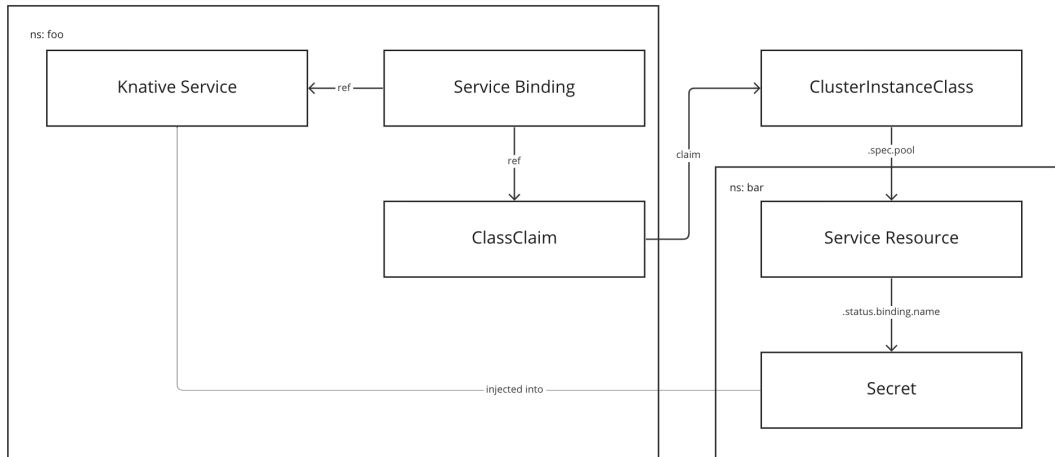 ns: foo
Knative Service
ref
Service Binding
ClusterInstanceClass
ref
claim
.spec.pool
ns: bar
ClassClaim
Service Resource
.status.binding.name
injected into
Secret